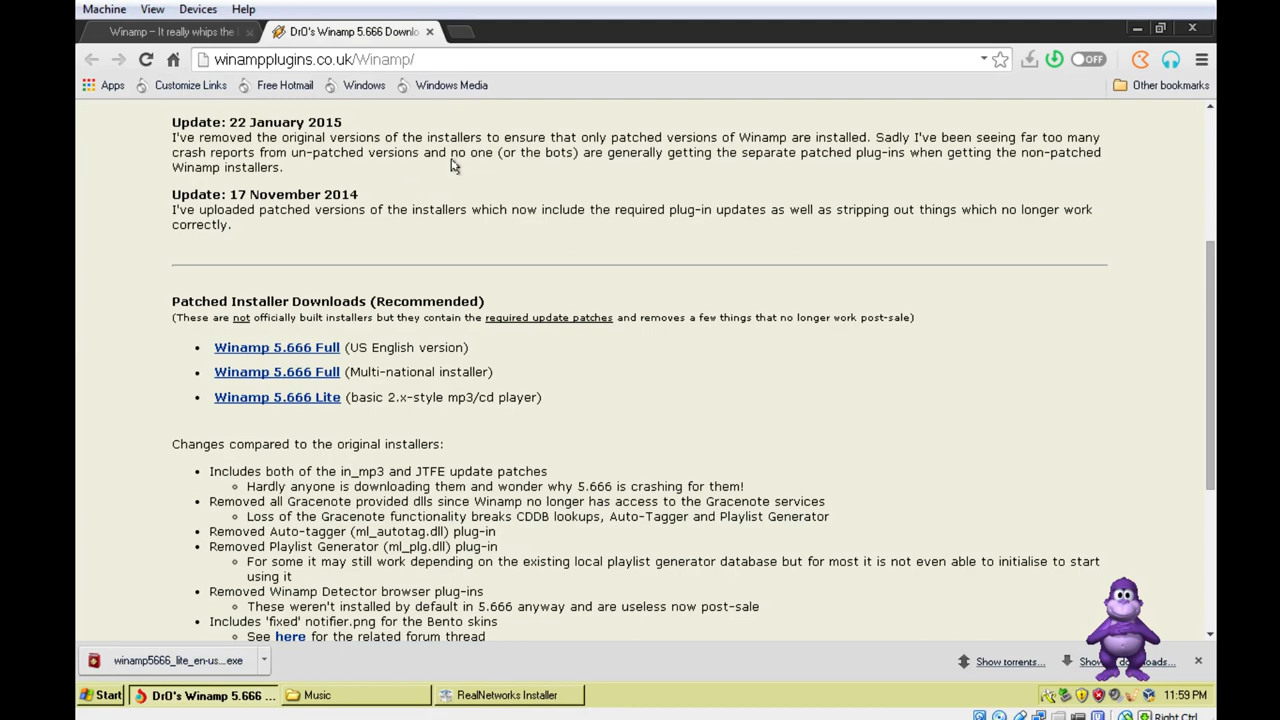 Machine View Devices Help
Winamp – It really whips the l
DrO's Winamp 5.666 Downlo
winampplugins.co.uk/Winamp/
OFF
Apps Customize Links Free Hotmail Windows Windows Media Other bookmarks
Update: 22 January 2015
I've removed the original versions of the installers to ensure that only patched versions of Winamp are installed. Sadly I've been seeing far too many
crash reports from un-patched versions and no one (or the bots) are generally getting the separate patched plug-ins when getting the non-patched
Winamp installers.
Update: 17 November 2014
I've uploaded patched versions of the installers which now include the required plug-in updates as well as stripping out things which no longer work
correctly.
Patched Installer Downloads (Recommended)
(These are not officially built installers but they contain the required update patches and removes a few things that no longer work post-sale)
• Winamp 5.666 Full (US English version)
• Winamp 5.666 Full (Multi-national installer)
• Winamp 5.666 Lite (basic 2.x-style mp3/cd player)
Changes compared to the original installers:
• Includes both of the in_mp3 and JTFE update patches
Hardly anyone is downloading them and wonder why 5.666 is crashing for them!
• Removed all Gracenote provided dlls since Winamp no longer has access to the Gracenote services
Loss of the Gracenote functionality breaks CDDB lookups, Auto-Tagger and Playlist Generator
• Removed Auto-tagger (ml_autotag.dll) plug-in
• Removed Playlist Generator (ml_plg.dll) plug-in
For some it may still work depending on the existing local playlist generator database but for most it is not even able to initialise to start
using it
• Removed Winamp Detector browser plug-ins
These weren't installed by default in 5.666 anyway and are useless now post-sale
• Includes 'fixed' notifier.png for the Bento skins
See here for the related forum thread
winamp5666_lite_en-us....exe
Show torrents...
Start DrO's Winamp 5.666 ... Music RealNetworks Installer 11:59 PM
Right Ctrl